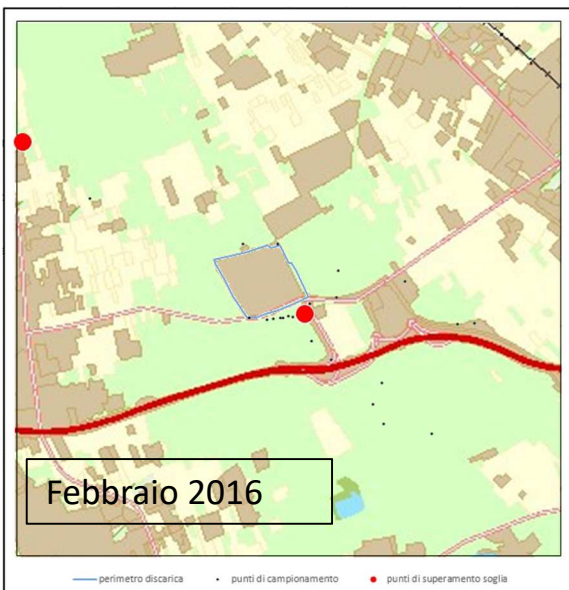 Febbraio 2016
perimetro discarica punti di campionamento punti di superamento soglia